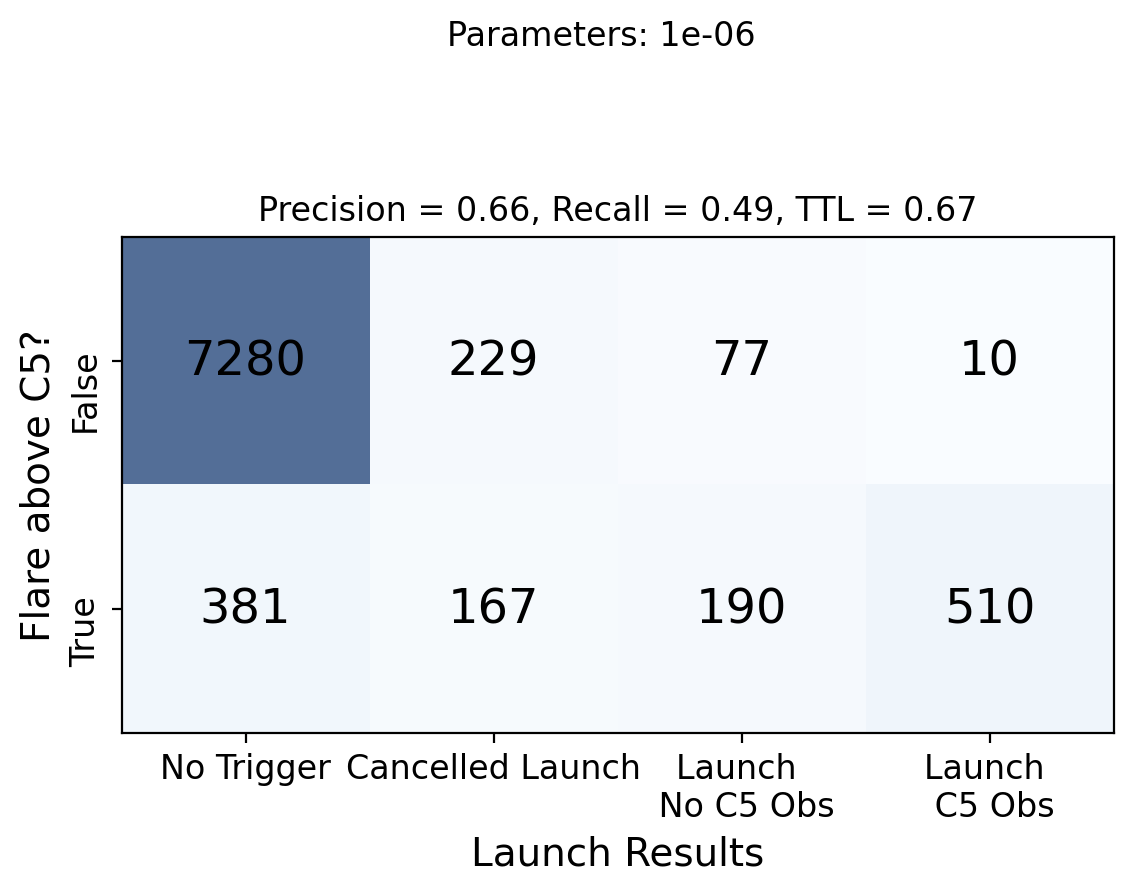 Parameters: 1e-06
Precision = 0.66, Recall = 0.49, TTL = 0.67
Flare above C5?
False
7280 229 77 10
True
381 167 190 510
No Trigger Cancelled Launch Launch Launch
No C5 Obs C5 Obs
Launch Results